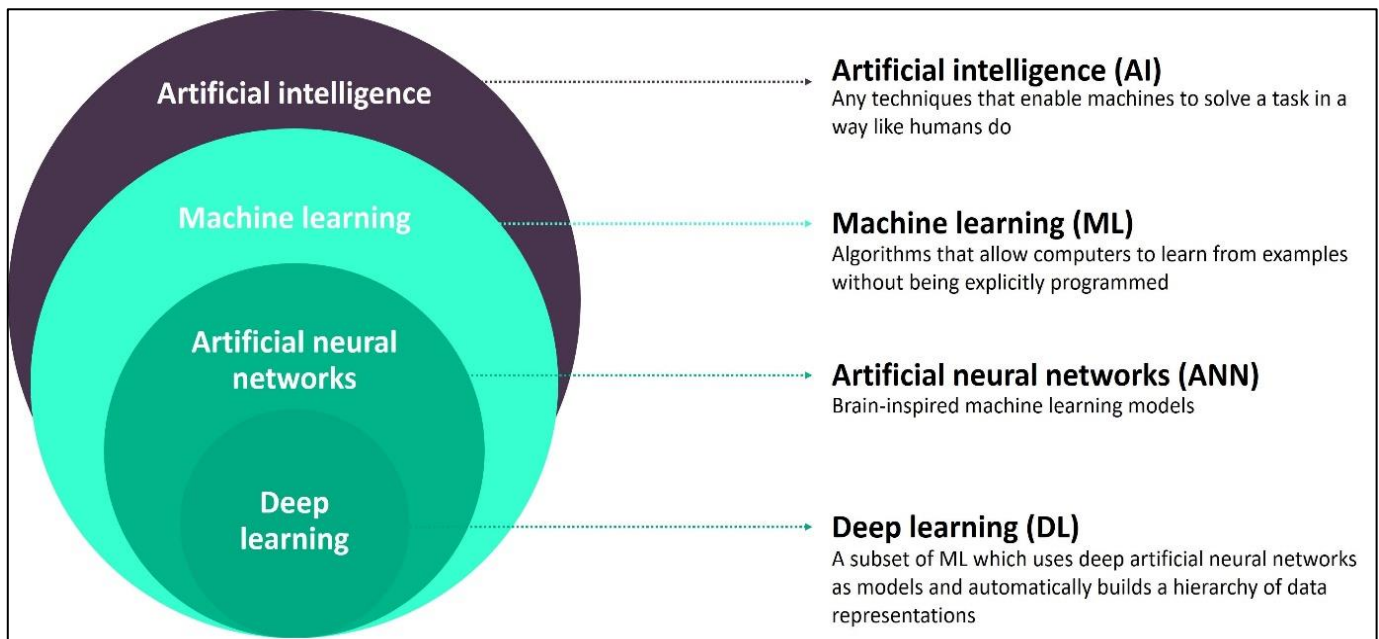 Artificial intelligence
Machine learning
Artificial neural
networks
Deep
learning
Artificial intelligence (AI)
Any techniques that enable machines to solve a task in a
way like humans do
Machine learning (ML)
Algorithms that allow computers to learn from examples
without being explicitly programmed
Artificial neural networks (ANN)
Brain-inspired machine learning models
Deep learning (DL)
A subset of ML which uses deep artificial neural networks
as models and automatically builds a hierarchy of data
representations